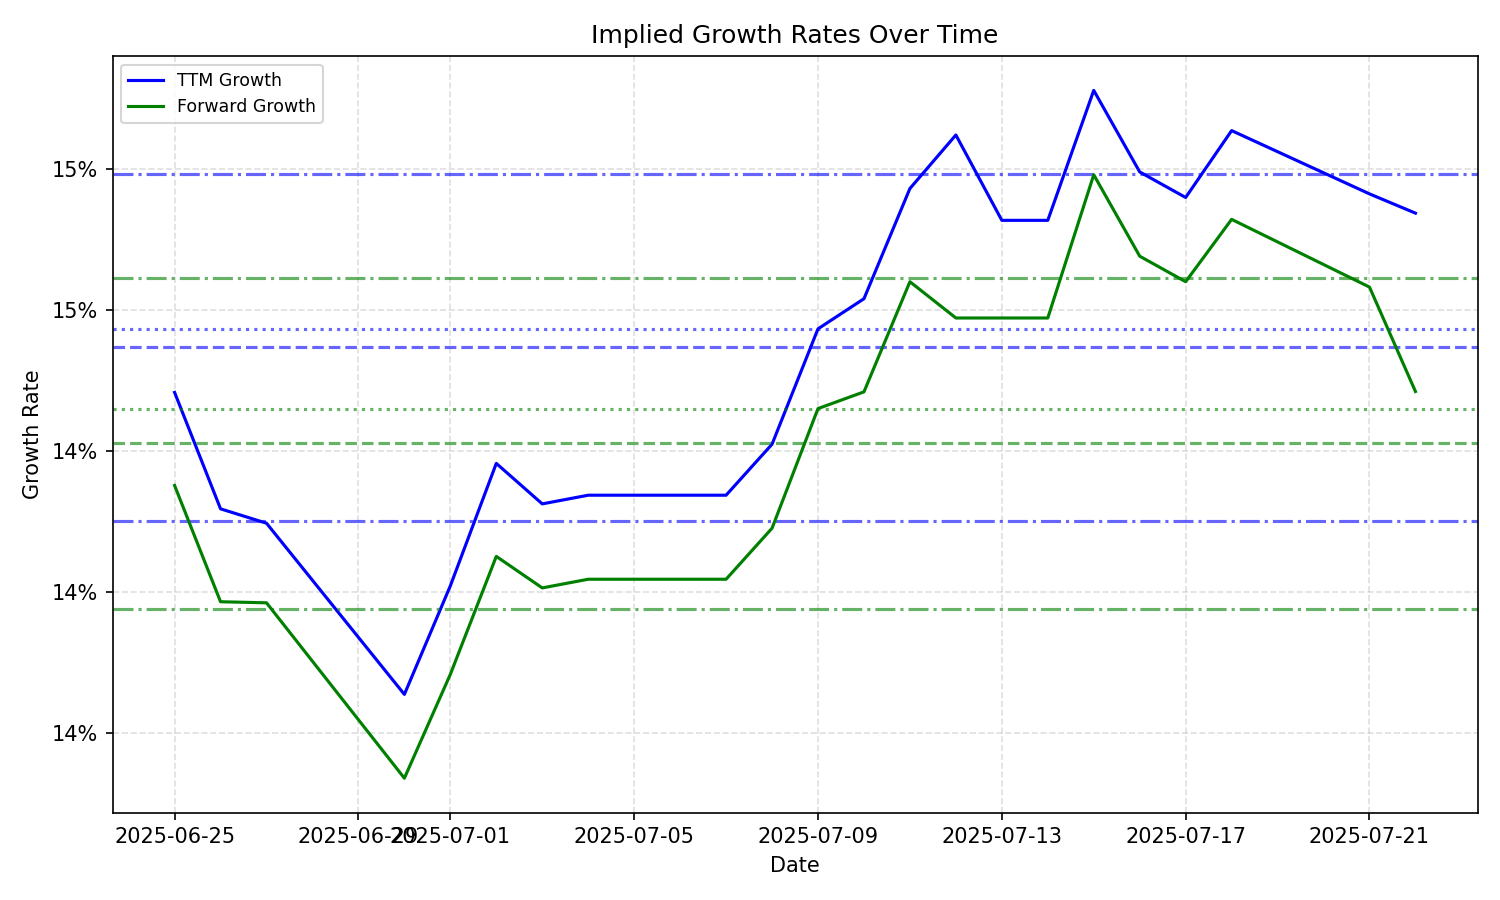 Implied Growth Rates Over Time
TTM Growth
Forward Growth
15%
15%
14%
14%
14%
Growth Rate
2025-06-25
2025-06-29
2025-07-01
2025-07-05
2025-07-09
2025-07-13
2025-07-17
2025-07-21
Date